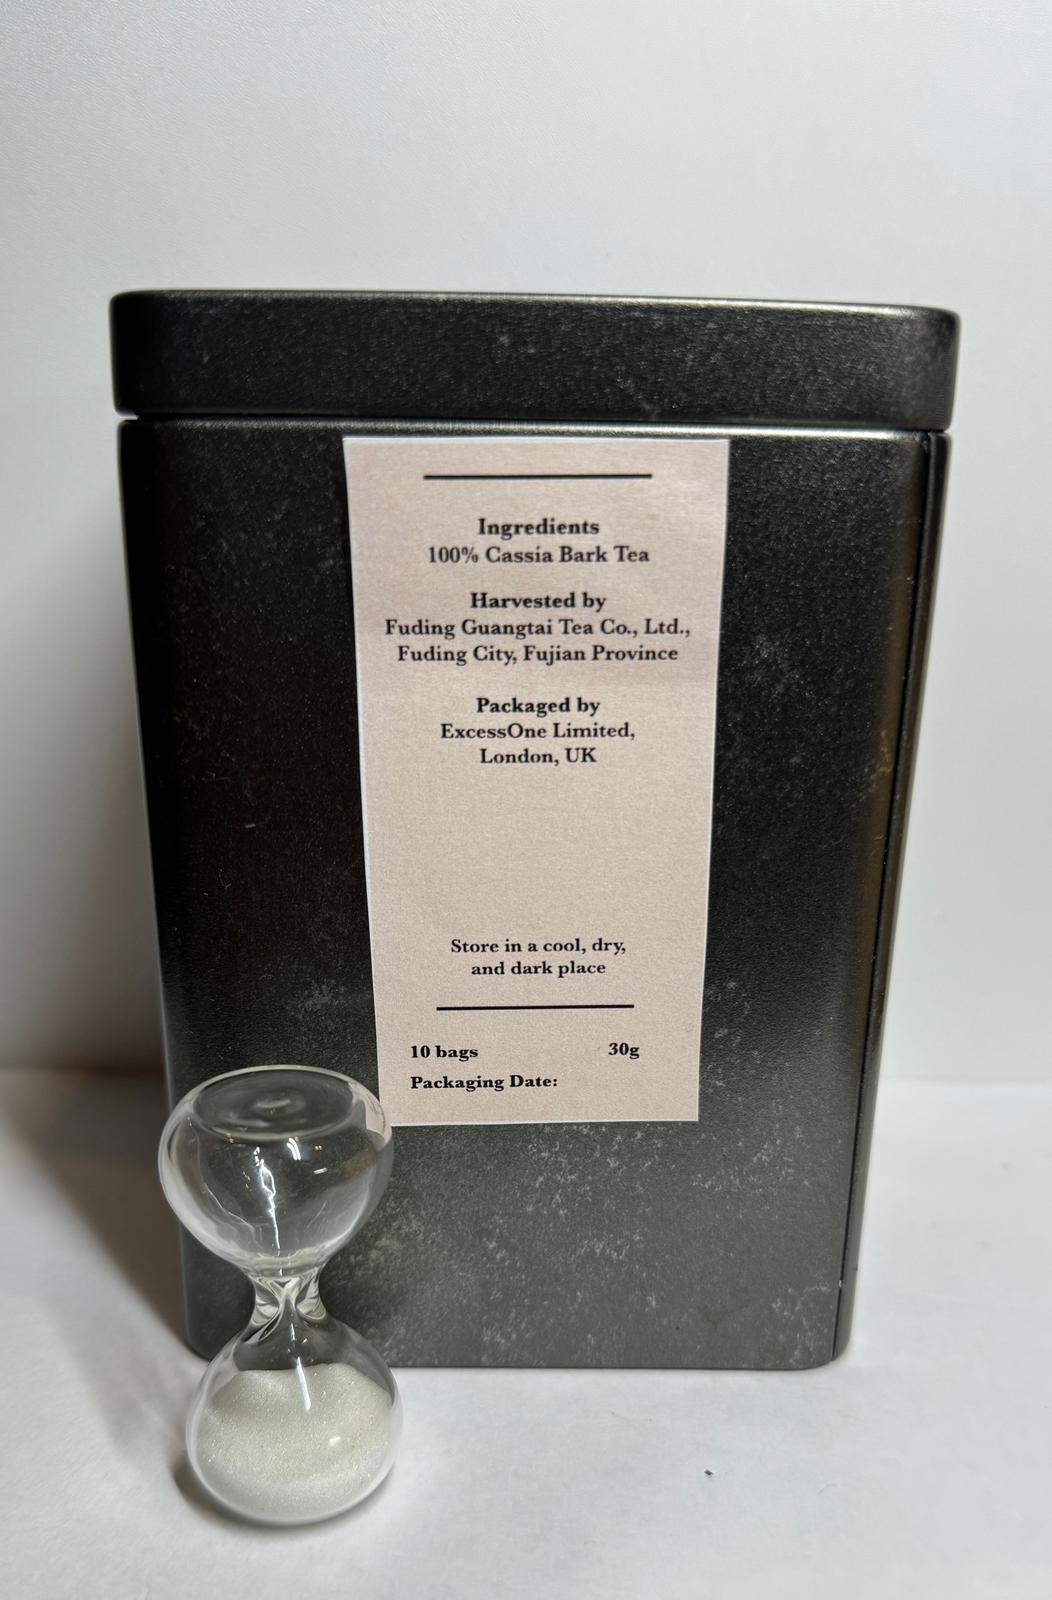 Ingredients
100% Cassia Bark Tea
Harvested by
Fuding Guangtai Tea Co., Ltd.,
Fuding City, Fujian Province
Packaged by
ExcessOne Limited,
London, UK
Store in a cool, dry,
and dark place
10 bags 30g
Packaging Date: